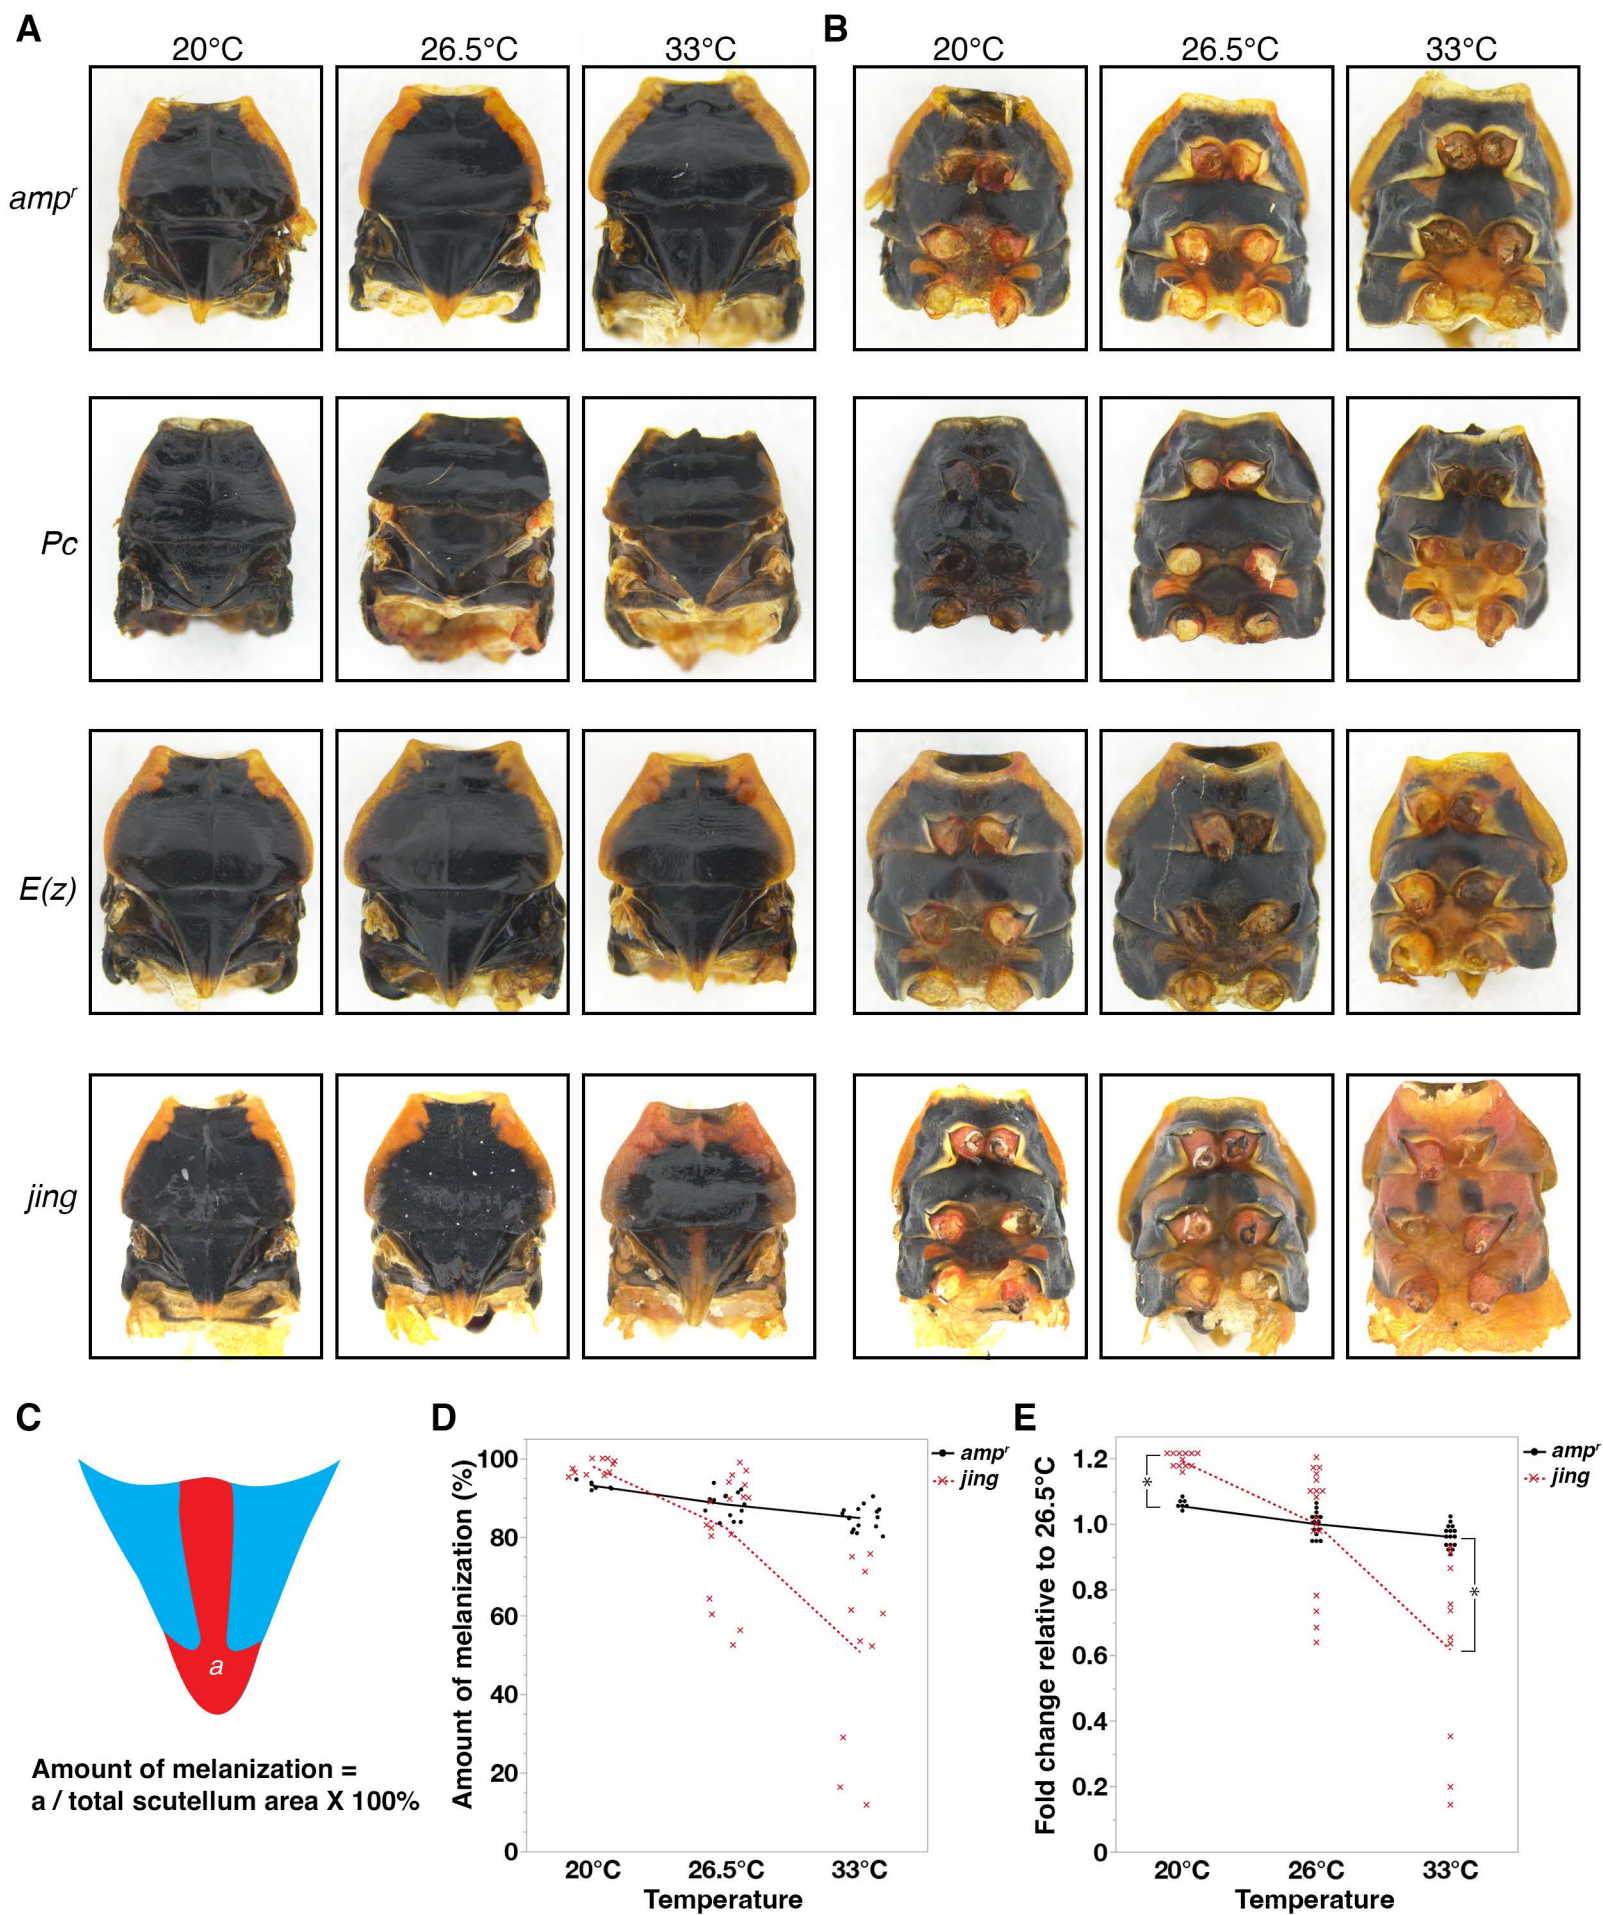 A
B
20°C
26.5°C
33°C
20°C
26.5°C
33°C
ampʳ
Pc
E(z)
jing
C
a
Amount of melanization =
a / total scutellum area X 100%
D
Amount of melanization (%)
100
80
60
40
20
0
20°C
26.5°C
33°C
Temperature
ampʳ
jing
E
Fold change relative to 26.5°C
1.2
1.0
0.8
0.6
0.4
0.2
0
*
*
20°C
26°C
33°C
Temperature
ampʳ
jing